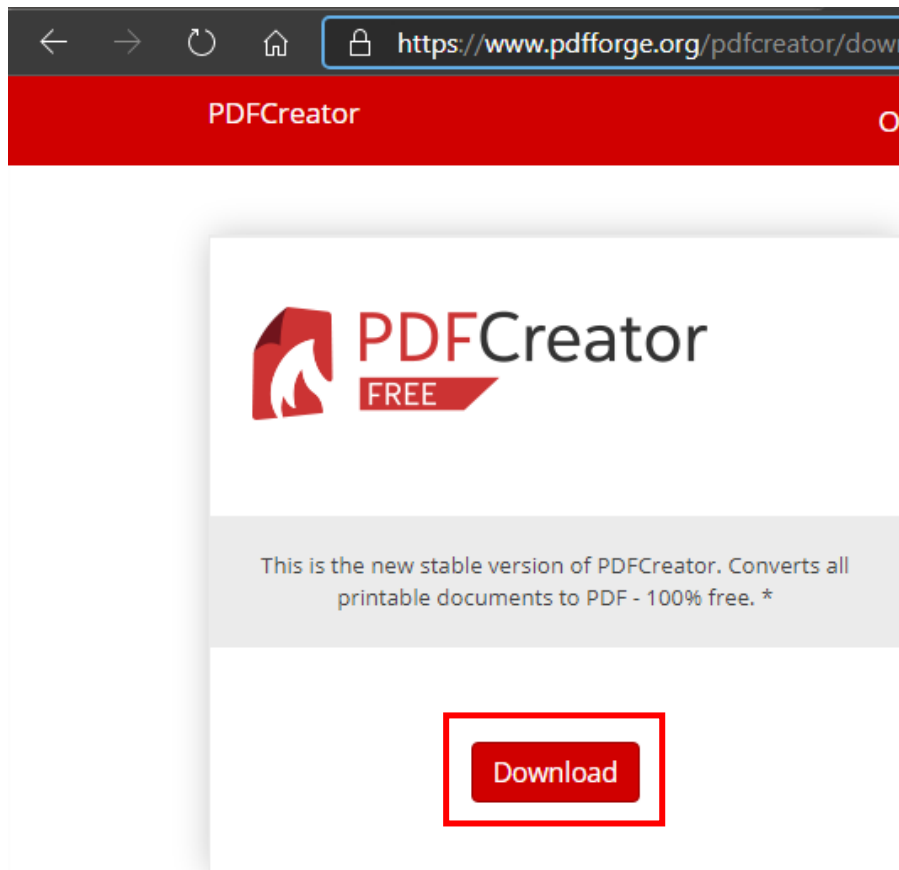 https://www.pdfforge.org/pdfcreator/dow
PDFCreator
O
PDFCreator
FREE
This is the new stable version of PDFCreator. Converts all
printable documents to PDF - 100% free. *
Download